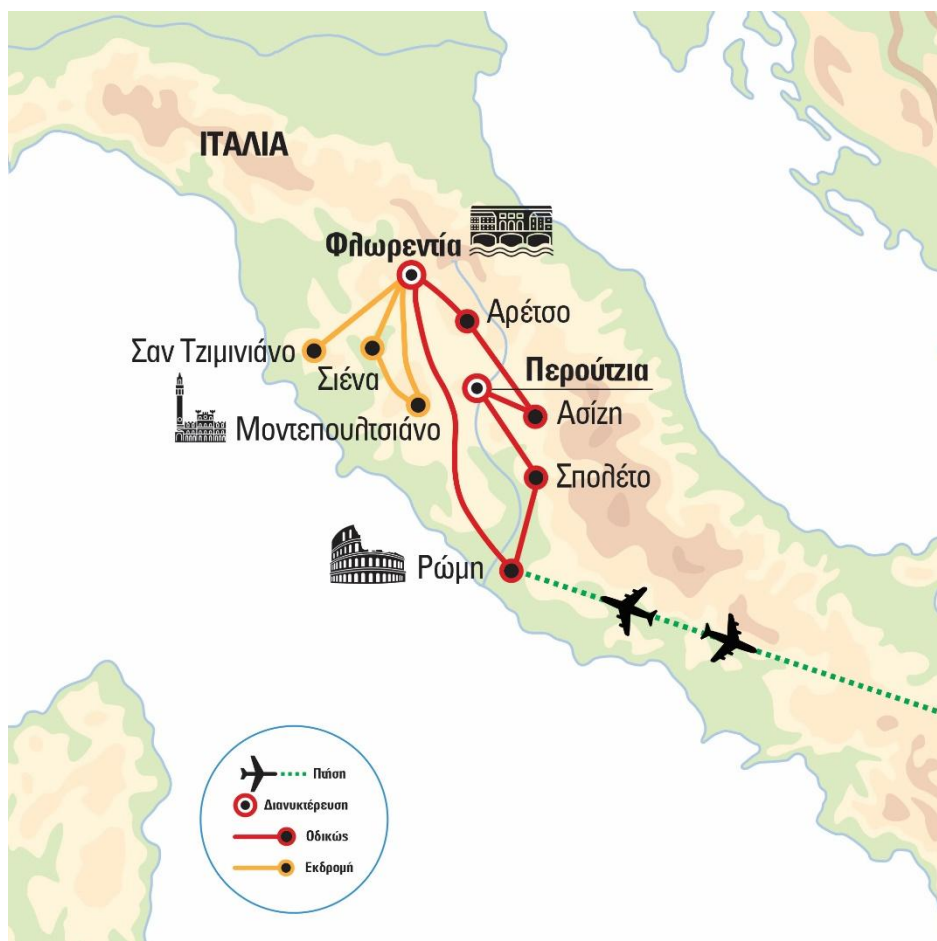 ΙΤΑΛΙΑ
Φλωρεντία
Αρέτσο
Σαν Τζιμινιάνο
Σιένα
Περούτζια
Μοντεπουλτσιάνο
Ασίζη
Σπολέτο
Ρώμη
Πτήση
Διανυκτέρευση
Οδικώς
Εκδρομή